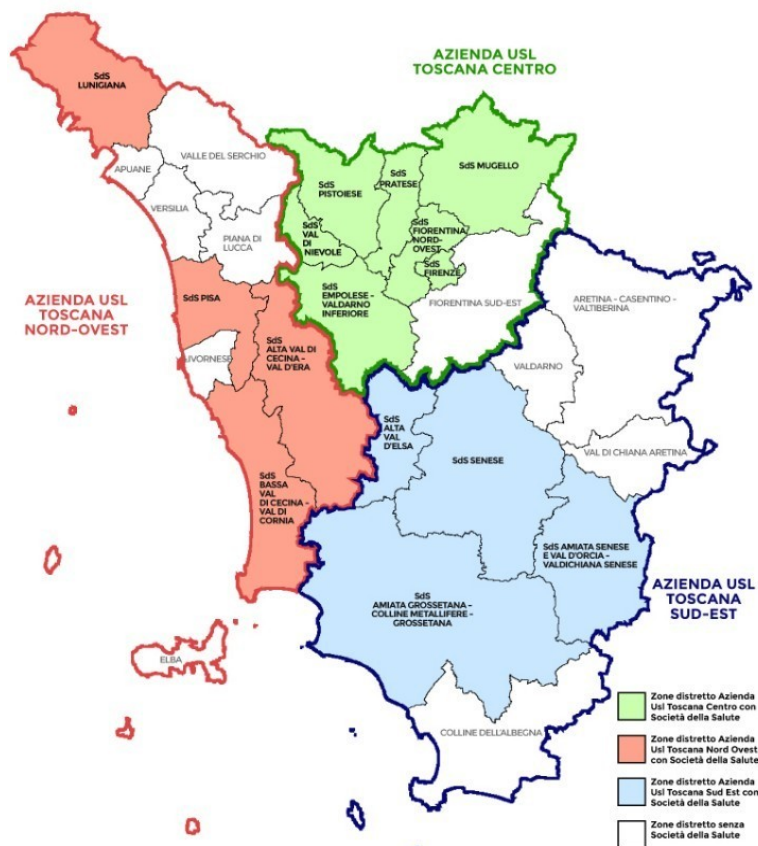 AZIENDA USL
TOSCANA CENTRO
SdS
LUNIGIANA
VALLE DEL SERCHIO
APUANE
VERSILIA
PIANA DI
LUCCA
SdS
PISTOIESE
SdS
PRATESE
SdS MUGELLO
SdS
VAL
DI
NIEVOLE
SdS
FIORENTINA
NORD-
OVEST
SdS
FIRENZE
SdS
EMPOLESE -
VALDARNO
INFERIORE
FIORENTINA SUD-EST
AZIENDA USL
TOSCANA
NORD-OVEST
SdS PISA
LIVORNESE
SdS
ALTA VAL DI
CECINA -
VAL D'ERA
SdS
BASSA
VAL
DI CECINA -
VAL DI
CORNIA
ELBA
ARETINA - CASENTINO -
VALTIBERINA
VALDARNO
VAL DI CHIANA ARETINA
SdS
ALTA
VAL
D'ELSA
SdS SENESE
SdS AMIATA SENESE
E VAL D'ORCIA -
VALDICHIANA SENESE
SdS
AMIATA GROSSETANA -
COLLINE METALLIFERE -
GROSSETANA
COLLINE DELL'ALBEGNA
AZIENDA USL
TOSCANA
SUD-EST
Zone distretto Azienda
Usl Toscana Centro con
Società della Salute
Zone distretto Azienda
Usl Toscana Nord Ovest
con Società della Salute
Zone distretto Azienda
Usl Toscana Sud Est con
Società della Salute
Zone distretto senza
Società della Salute